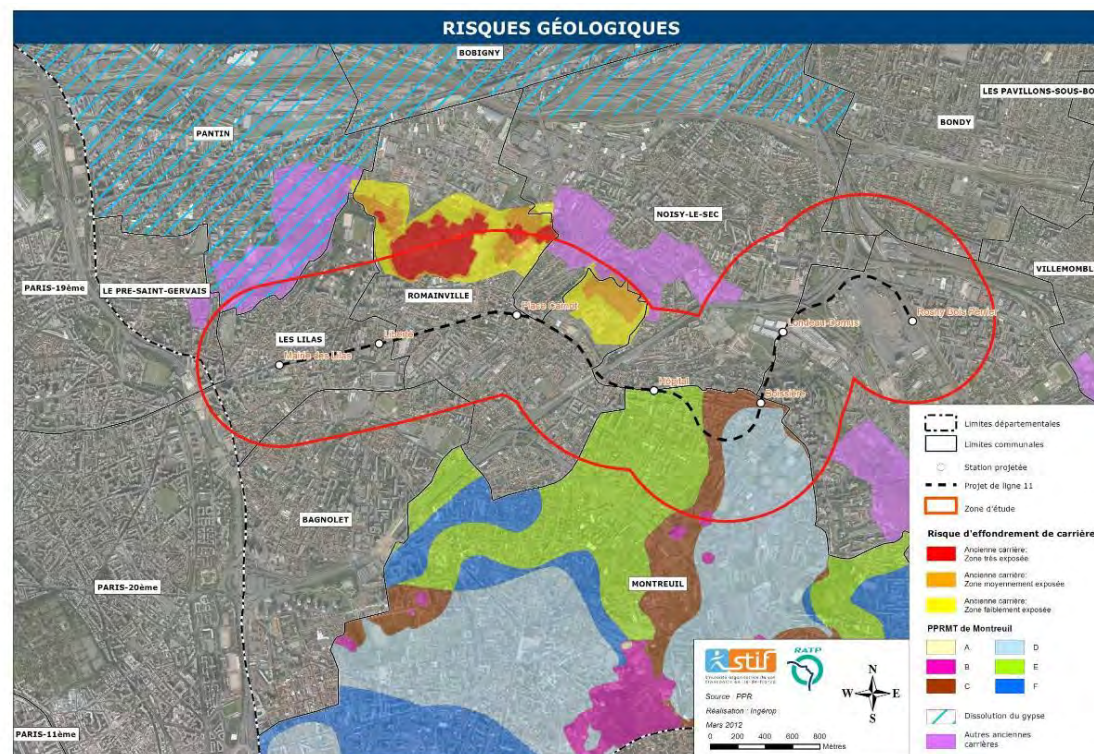 RISQUES GÉOLOGIQUES
BOBIGNY
LES PAVILLONS-SOUS-BO
PANTIN
BONDY
NOISY-LE-SEC
PARIS-19ème
LE PRE-SAINT-GERVAIS
ROMAINVILLE
VILLEMOMBL
Place Carnot
Rosny Bois Perrier
Londeau-Domus
LES LILAS
Liberté
Mairie des Lilas
Hôpital
Boissière
BAGNOLET
PARIS-20ème
MONTREUIL
PARIS-11ème
Limites départementales
Limites communales
Station projetée
Projet de ligne 11
Zone d'étude
Risque d'effondrement de carrière
Ancienne carrière:
Zone très exposée
Ancienne carrière:
Zone moyennement exposée
Ancienne carrière:
Zone faiblement exposée
PPRMT de Montreuil
A D
B E
C F
Dissolution du gypse
Autres anciennes
carrières
stif
RATP
Source : PPR
Réalisation : Ingérop
Mars 2012
N
W E
S
0 200 400 600 800
Mètres